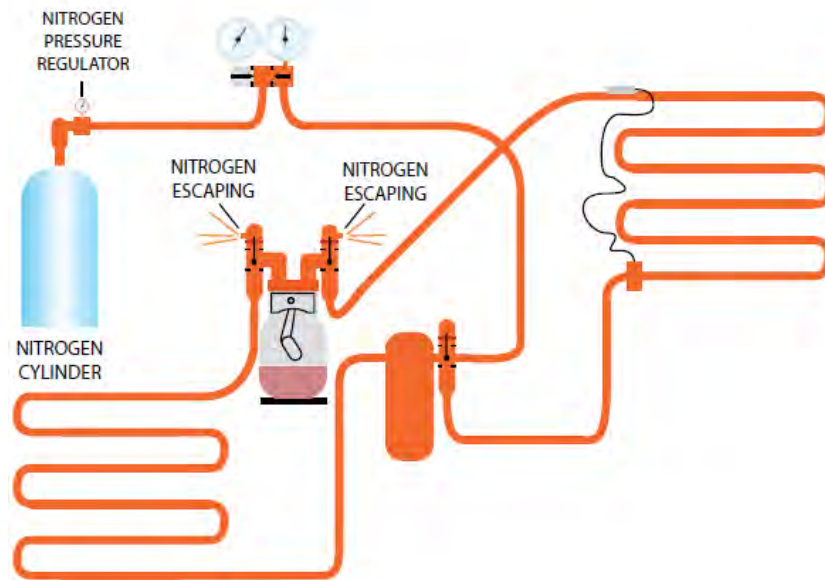 NITROGEN
PRESSURE
REGULATOR
NITROGEN
ESCAPING
NITROGEN
ESCAPING
NITROGEN
CYLINDER